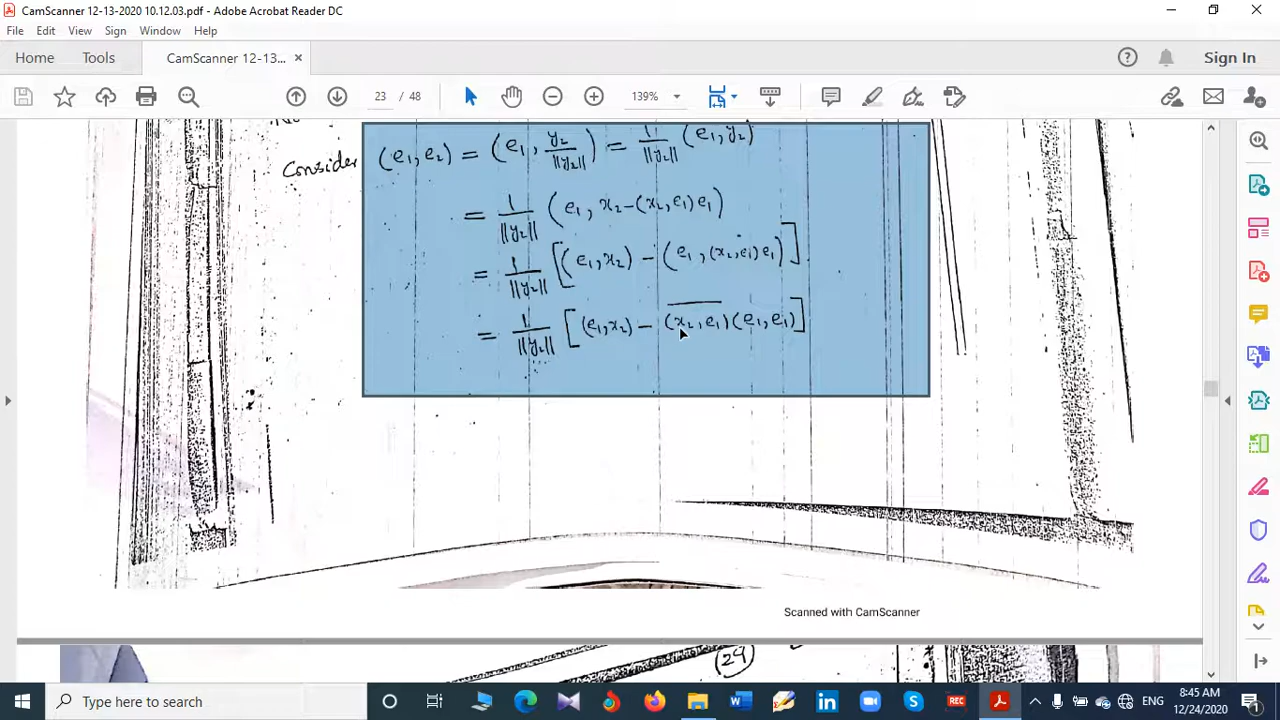 CamScanner 12-13-2020 10.12.03.pdf - Adobe Acrobat Reader DC
File Edit View Sign Window Help
Home Tools CamScanner 12-13... × Sign In
23 / 48 139%
Consider (e₁, e₂) = (e₁, y₂/‖y₂‖) = 1/‖y₂‖ (e₁, y₂)
= 1/‖y₂‖ (e₁, x₂ - (x₂, e₁) e₁)
= 1/‖y₂‖ [(e₁, x₂) - (e₁, (x₂, e₁) e₁)]
= 1/‖y₂‖ [(e₁, x₂) - \overline{(x₂, e₁)} (e₁, e₁)]
Scanned with CamScanner
(29)
Type here to search
ENG
8:45 AM
12/24/2020